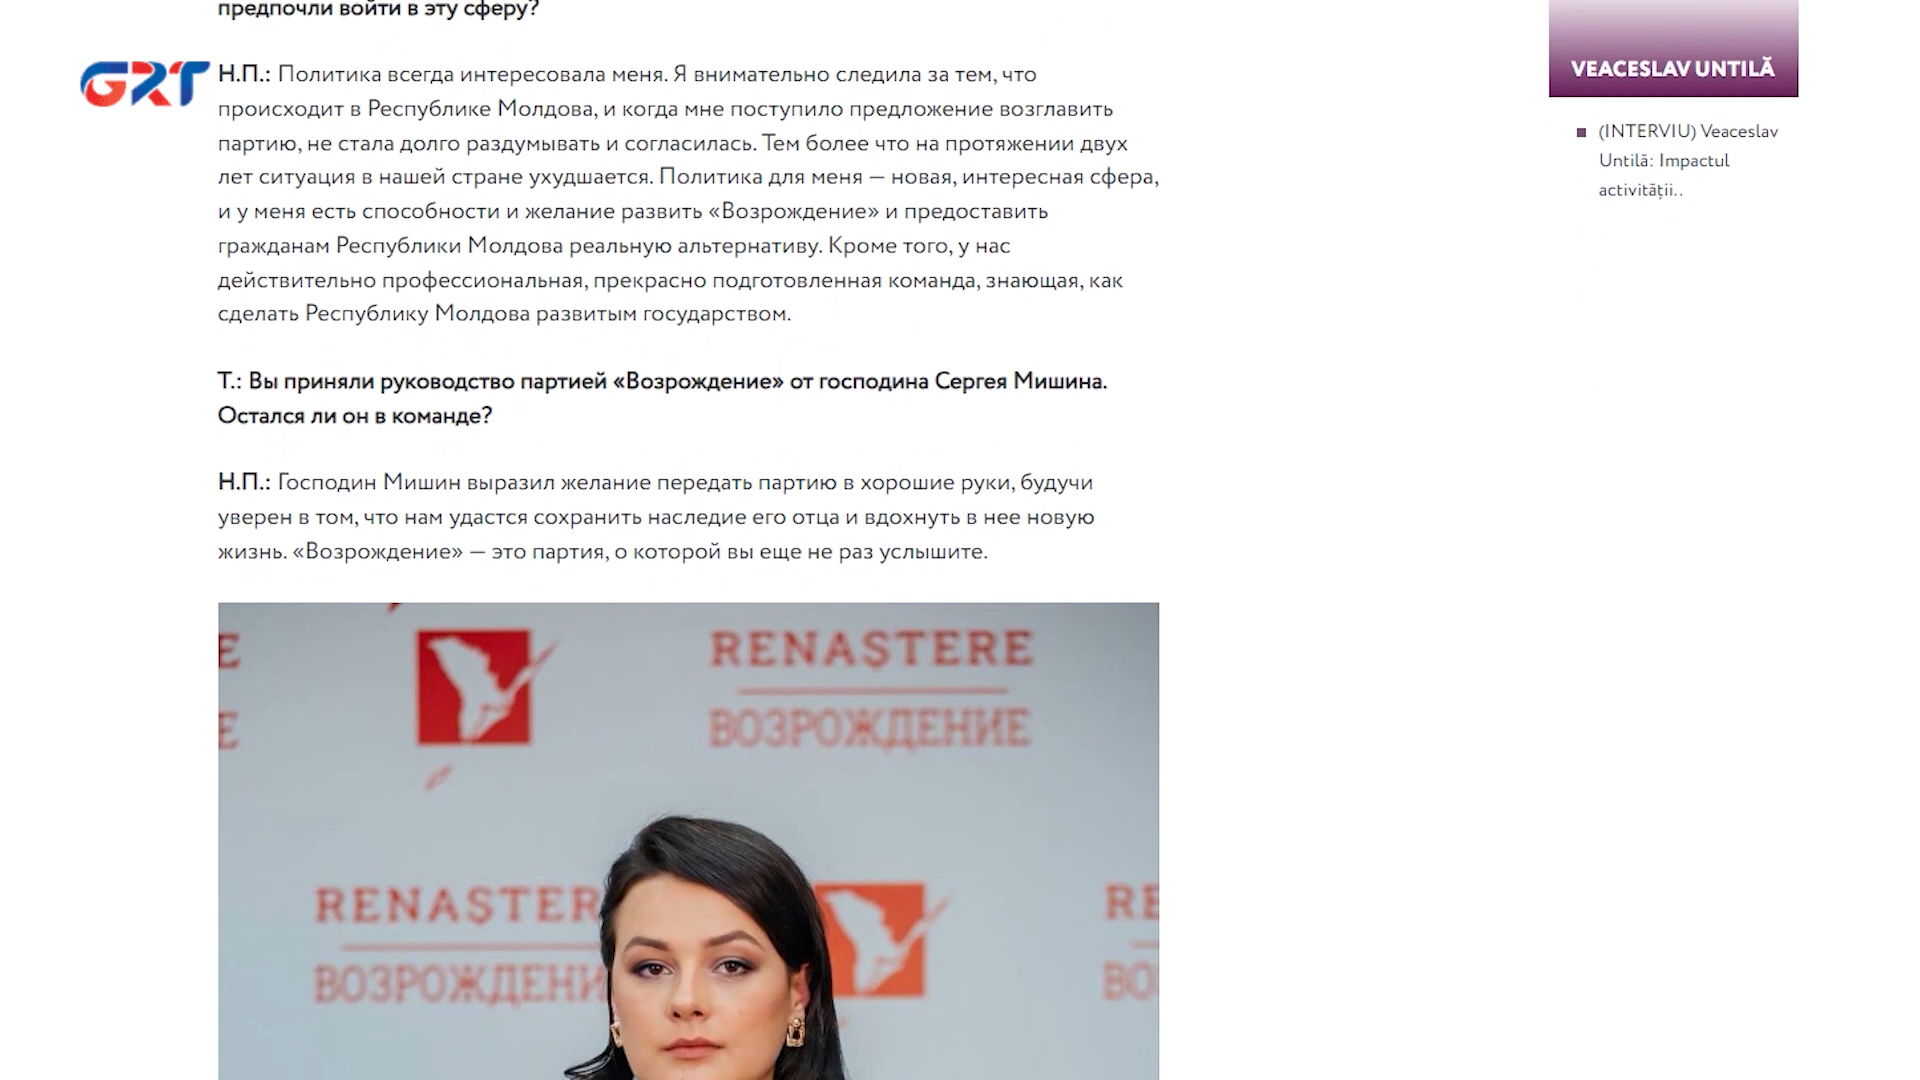 предпочли войти в эту сферу?
GRT
Н.П.: Политика всегда интересовала меня. Я внимательно следила за тем, что
происходит в Республике Молдова, и когда мне поступило предложение возглавить
партию, не стала долго раздумывать и согласилась. Тем более что на протяжении двух
лет ситуация в нашей стране ухудшается. Политика для меня — новая, интересная сфера,
и у меня есть способности и желание развить «Возрождение» и предоставить
гражданам Республики Молдова реальную альтернативу. Кроме того, у нас
действительно профессиональная, прекрасно подготовленная команда, знающая, как
сделать Республику Молдова развитым государством.
Т.: Вы приняли руководство партией «Возрождение» от господина Сергея Мишина.
Остался ли он в команде?
Н.П.: Господин Мишин выразил желание передать партию в хорошие руки, будучи
уверен в том, что нам удастся сохранить наследие его отца и вдохнуть в нее новую
жизнь. «Возрождение» — это партия, о которой вы еще не раз услышите.
VEACESLAV UNTILĂ
(INTERVIU) Veaceslav
Untilă: Impactul
activității..
E
RENAȘTERE
E
ВОЗРОЖДЕНИЕ
RENAȘTER
RE
ВОЗРОЖДЕНИ
ВО